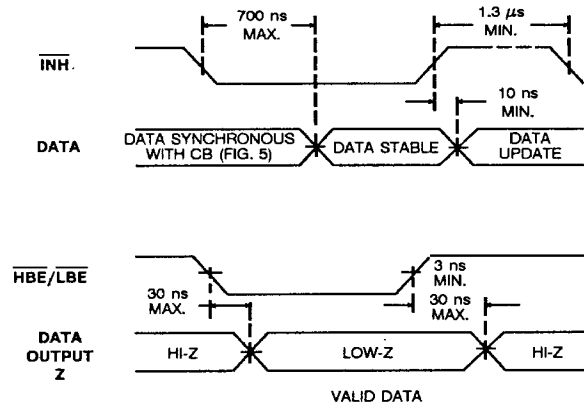 700 ns
MAX.
1.3 µs
MIN.
INH
10 ns
MIN.
DATA
DATA SYNCHRONOUS
WITH CB (FIG. 5)
DATA STABLE
DATA
UPDATE
HBE/LBE
3 ns
MIN.
30 ns
MAX.
30 ns
MAX.
DATA
OUTPUT
Z
HI-Z
LOW-Z
HI-Z
VALID DATA